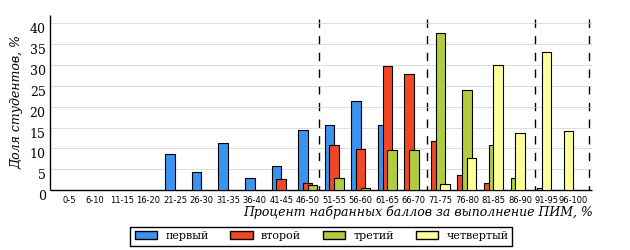 Доля студентов, %
40
35
30
25
20
15
10
5
0
0-5 6-10 11-15 16-20 21-25 26-30 31-35 36-40 41-45 46-50 51-55 56-60 61-65 66-70 71-75 76-80 81-85 86-90 91-95 96-100
Процент набранных баллов за выполнение ПИМ, %
первый второй третий четвертый